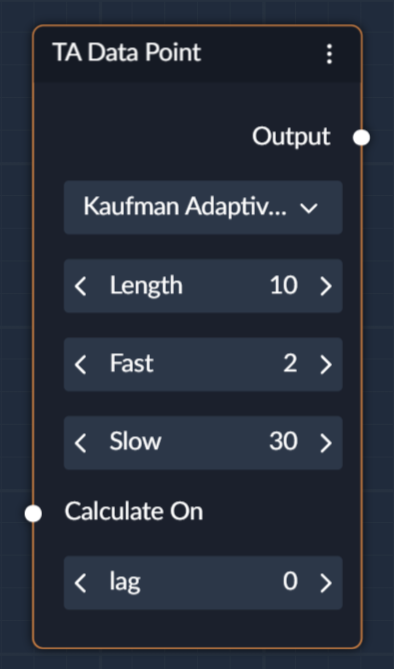 TA Data Point
Output
Kaufman Adaptiv...
Length 10
Fast 2
Slow 30
Calculate On
lag 0